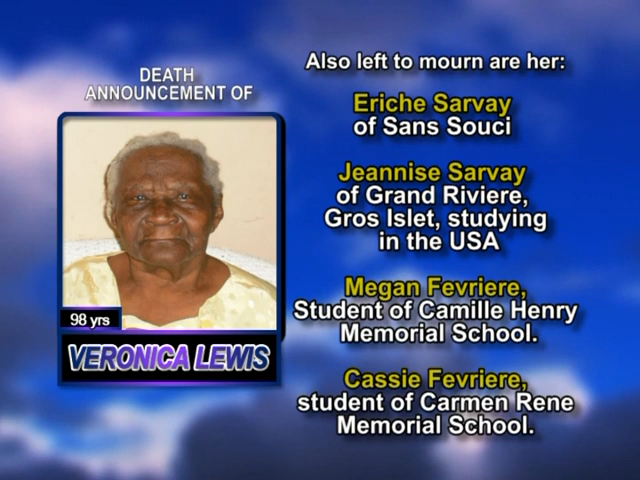 DEATH
ANNOUNCEMENT OF
98 yrs
VERONICA LEWIS
Also left to mourn are her:
Eriche Sarvay
of Sans Souci
Jeannise Sarvay
of Grand Riviere,
Gros Islet, studying
in the USA
Megan Fevriere,
Student of Camille Henry
Memorial School.
Cassie Fevriere,
student of Carmen Rene
Memorial School.